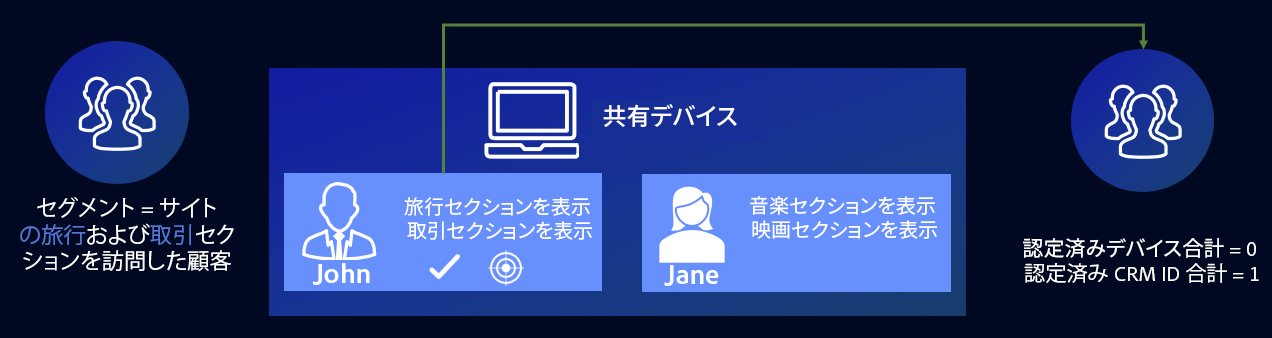 セグメント = サイト
の旅行および取引セク
ションを訪問した顧客
共有デバイス
旅行セクションを表示
取引セクションを表示
John
音楽セクションを表示
映画セクションを表示
Jane
認定済みデバイス合計 = 0
認定済み CRM ID 合計 = 1